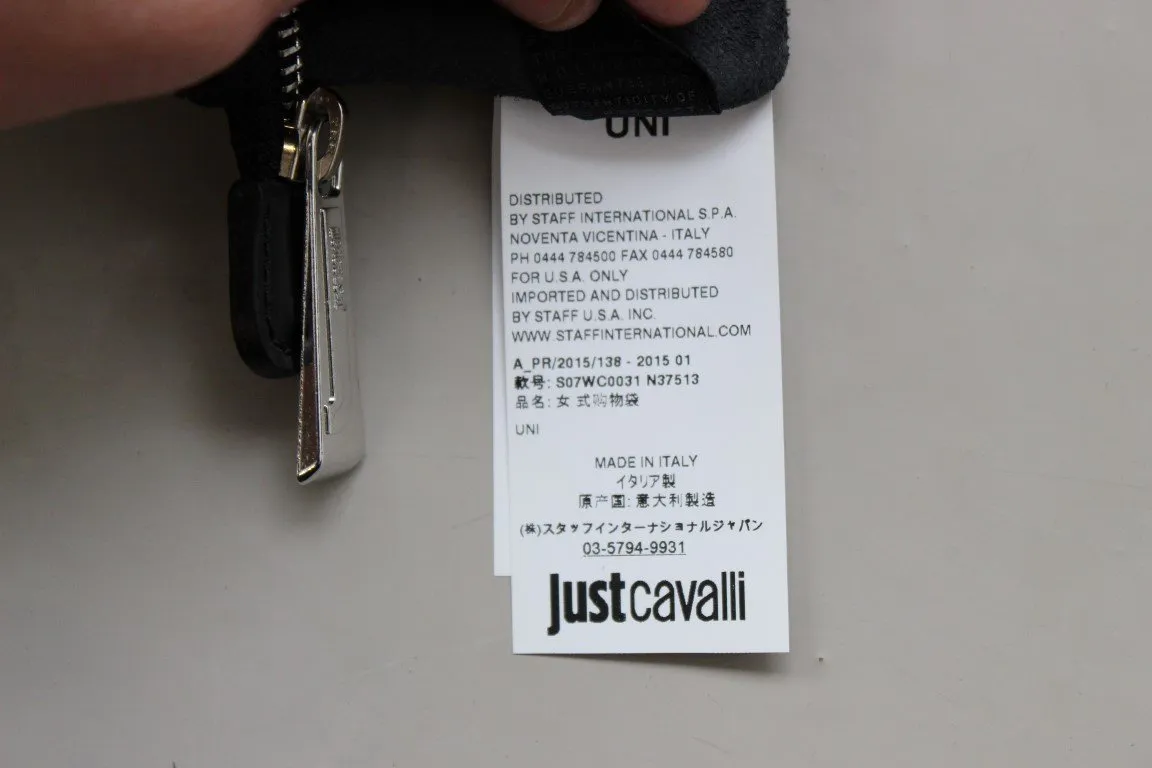 AUTHENTICITY OF
UNI
DISTRIBUTED
BY STAFF INTERNATIONAL S.P.A.
NOVENTA VICENTINA - ITALY
PH 0444 784500 FAX 0444 784580
FOR U.S.A. ONLY
IMPORTED AND DISTRIBUTED
BY STAFF U.S.A. INC.
WWW.STAFFINTERNATIONAL.COM
A_PR/2015/138 - 2015 01
款号: S07WC0031 N37513
品名: 女式购物袋
UNI
MADE IN ITALY
イタリア製
原产国: 意大利製造
(株)スタッフインターナショナルジャパン
03-5794-9931
justcavalli